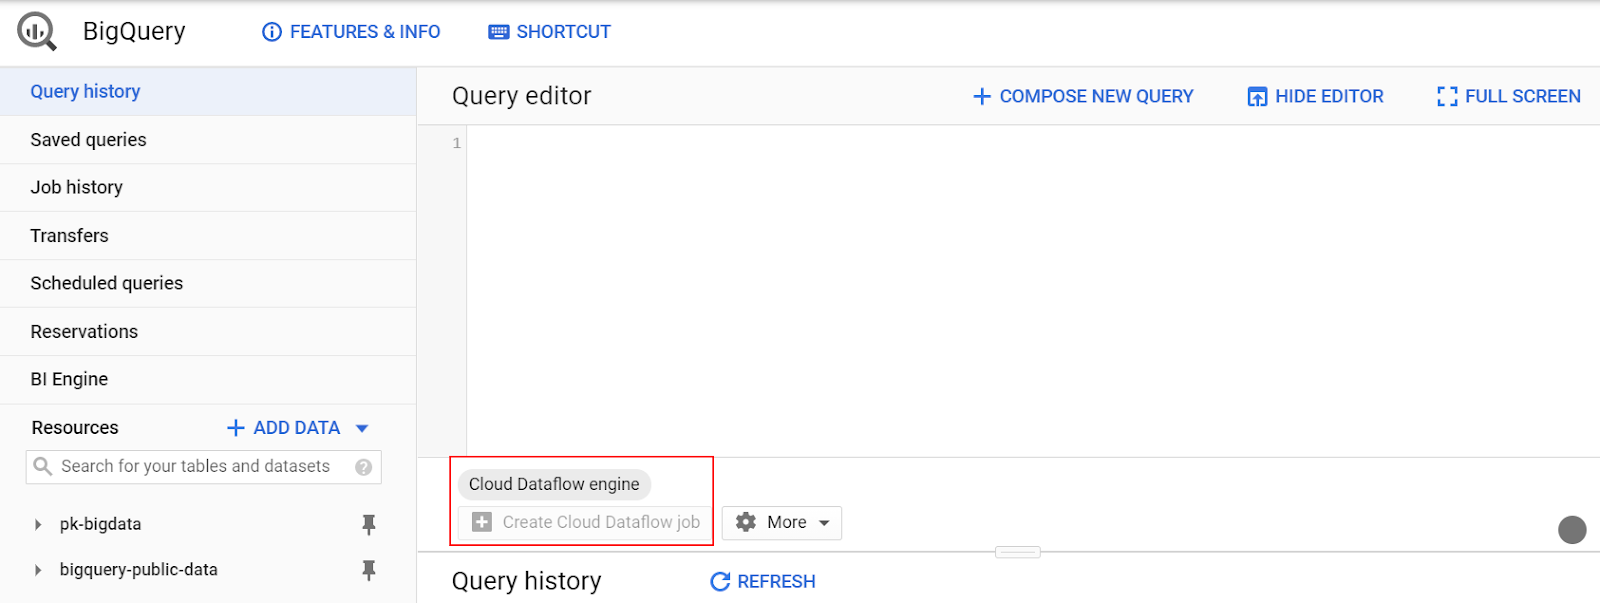 BigQuery
FEATURES & INFO
SHORTCUT
Query history
Saved queries
Job history
Transfers
Scheduled queries
Reservations
BI Engine
Resources
ADD DATA
Search for your tables and datasets
?
pk-bigdata
bigquery-public-data
Query editor
COMPOSE NEW QUERY
HIDE EDITOR
FULL SCREEN
1
Cloud Dataflow engine
Create Cloud Dataflow job
More
Query history
REFRESH